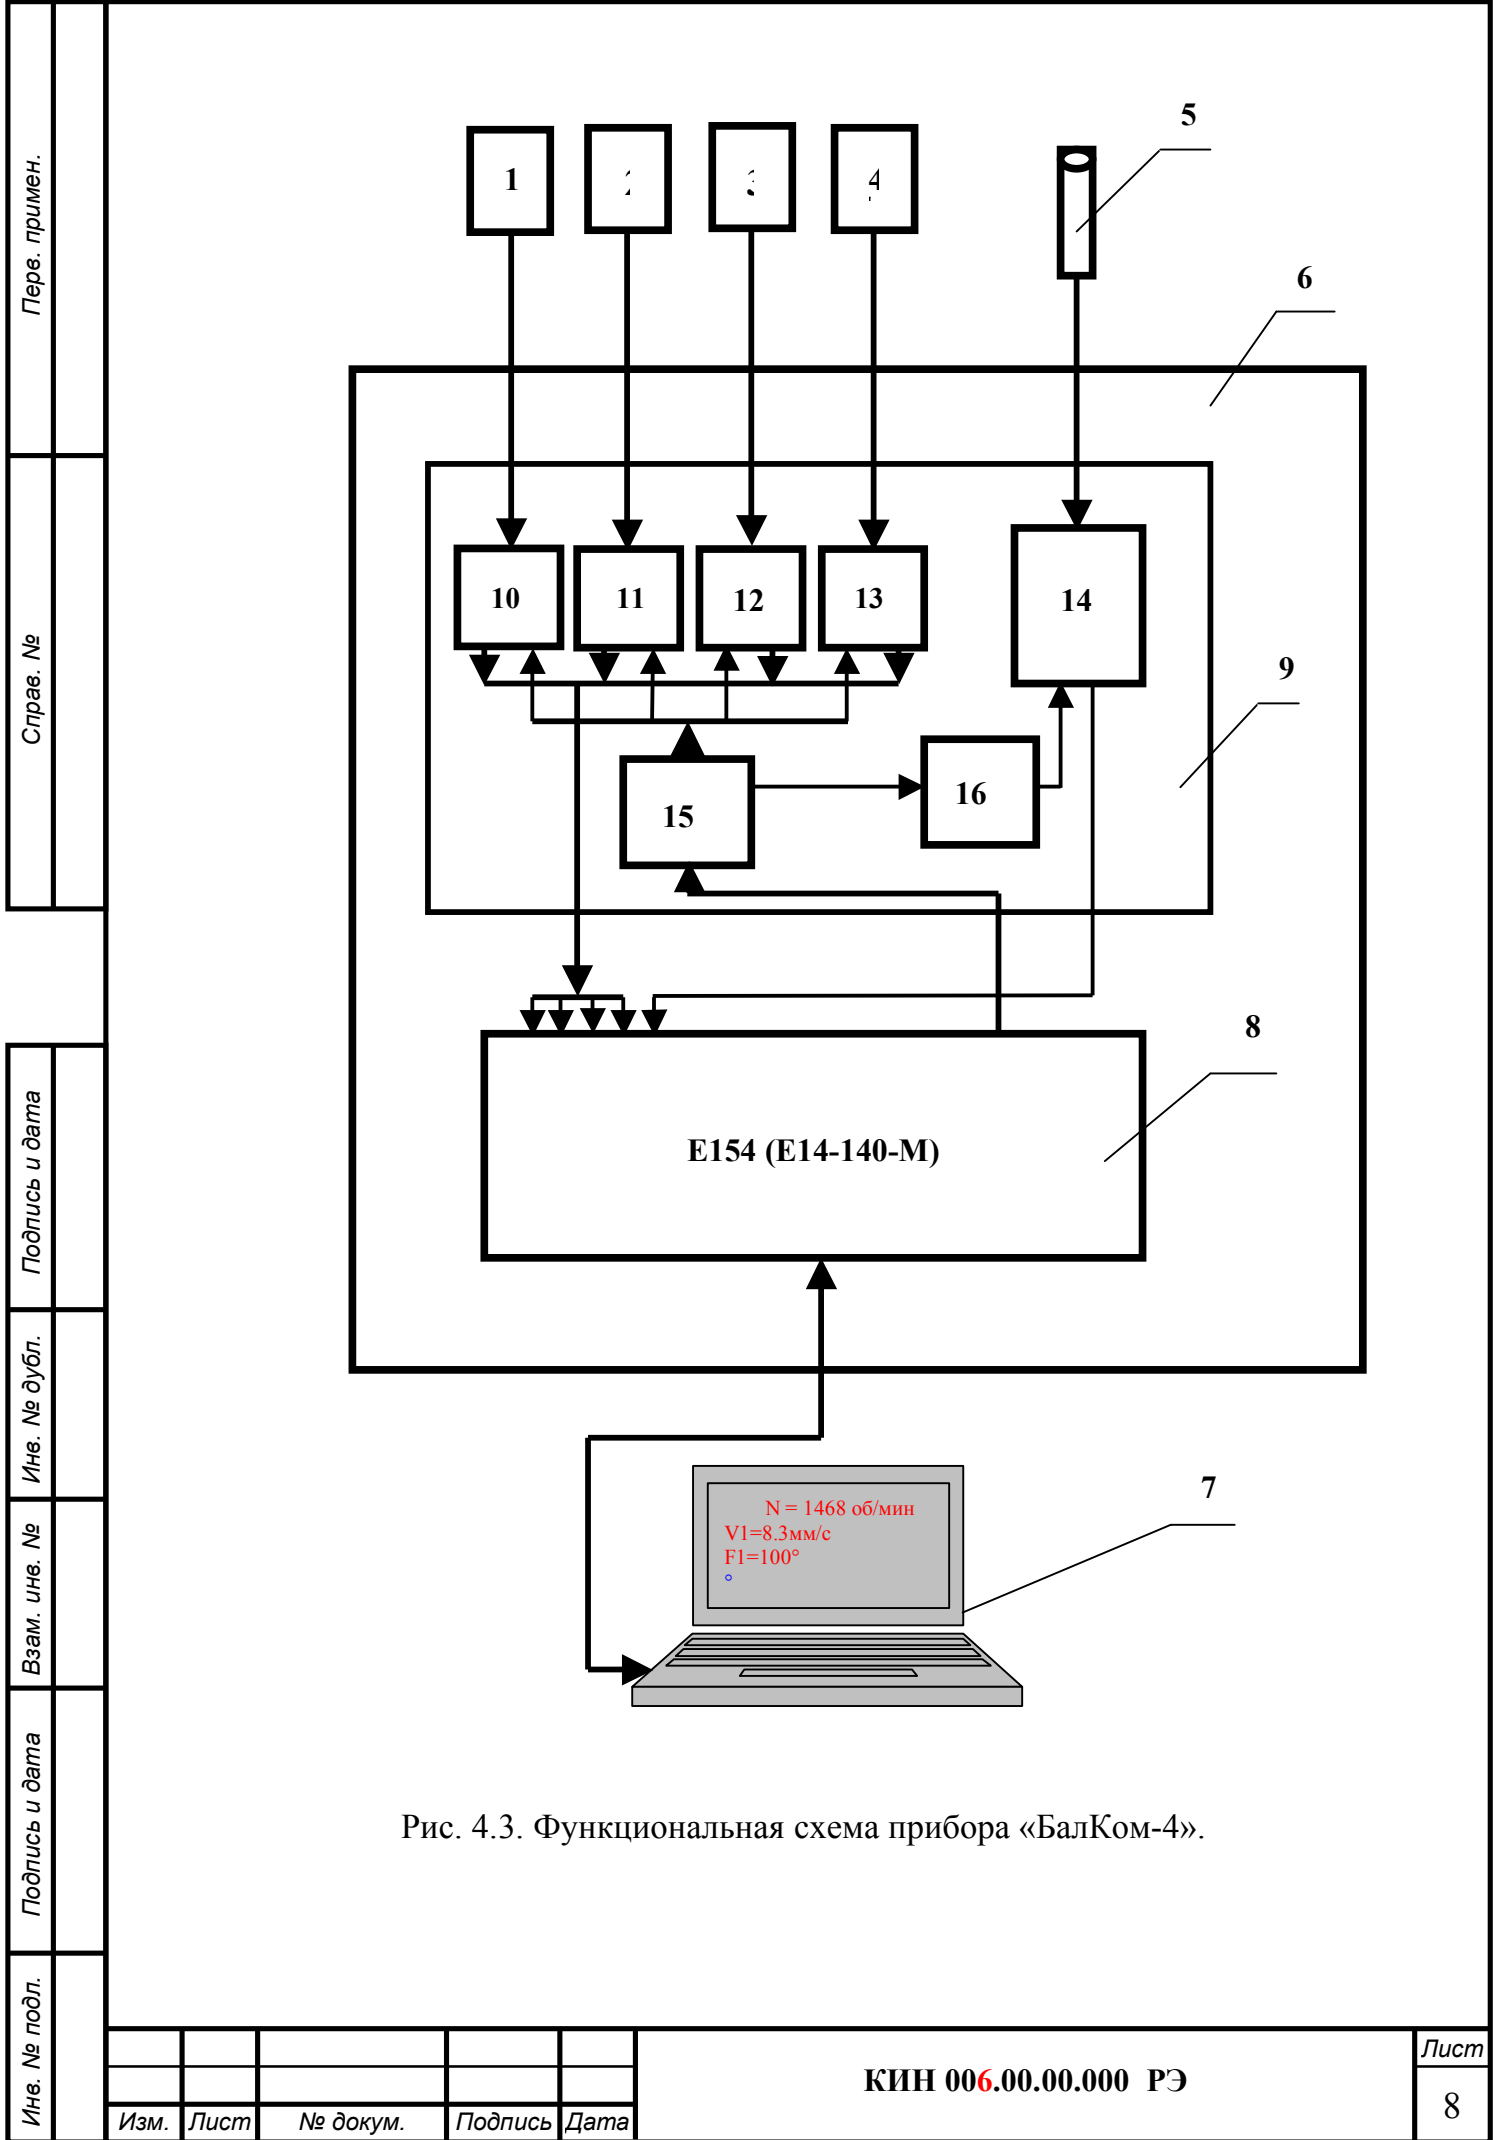 5
1
4
6
10
11
12
13
14
9
16
15
8
E154 (E14-140-M)
7
N = 1468 об/мин
V1=8.3мм/с
F1=100°
Рис. 4.3. Функциональная схема прибора «БалКом-4».
Перв. примен.
Справ. №
Подпись и дата
Инв. № дубл.
Взам. инв. №
Подпись и дата
Инв. № подл.
Изм.
Лист
№ докум.
Подпись
Дата
КИН 006.00.00.000 РЭ
Лист
8